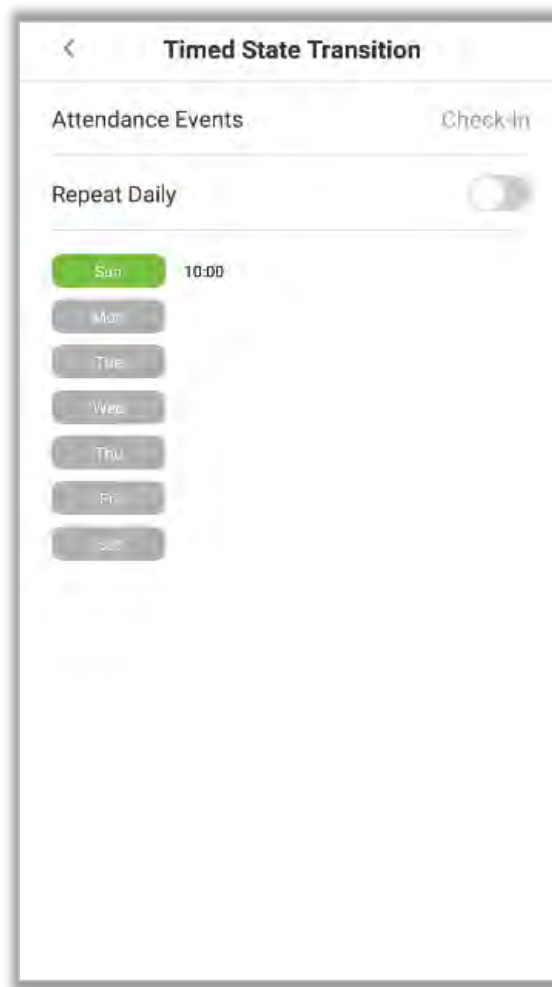 Timed State Transition
Attendance Events Check-In
Repeat Daily
Sun 10:00
Mon
Tue
Wed
Thu
Fri
Sat